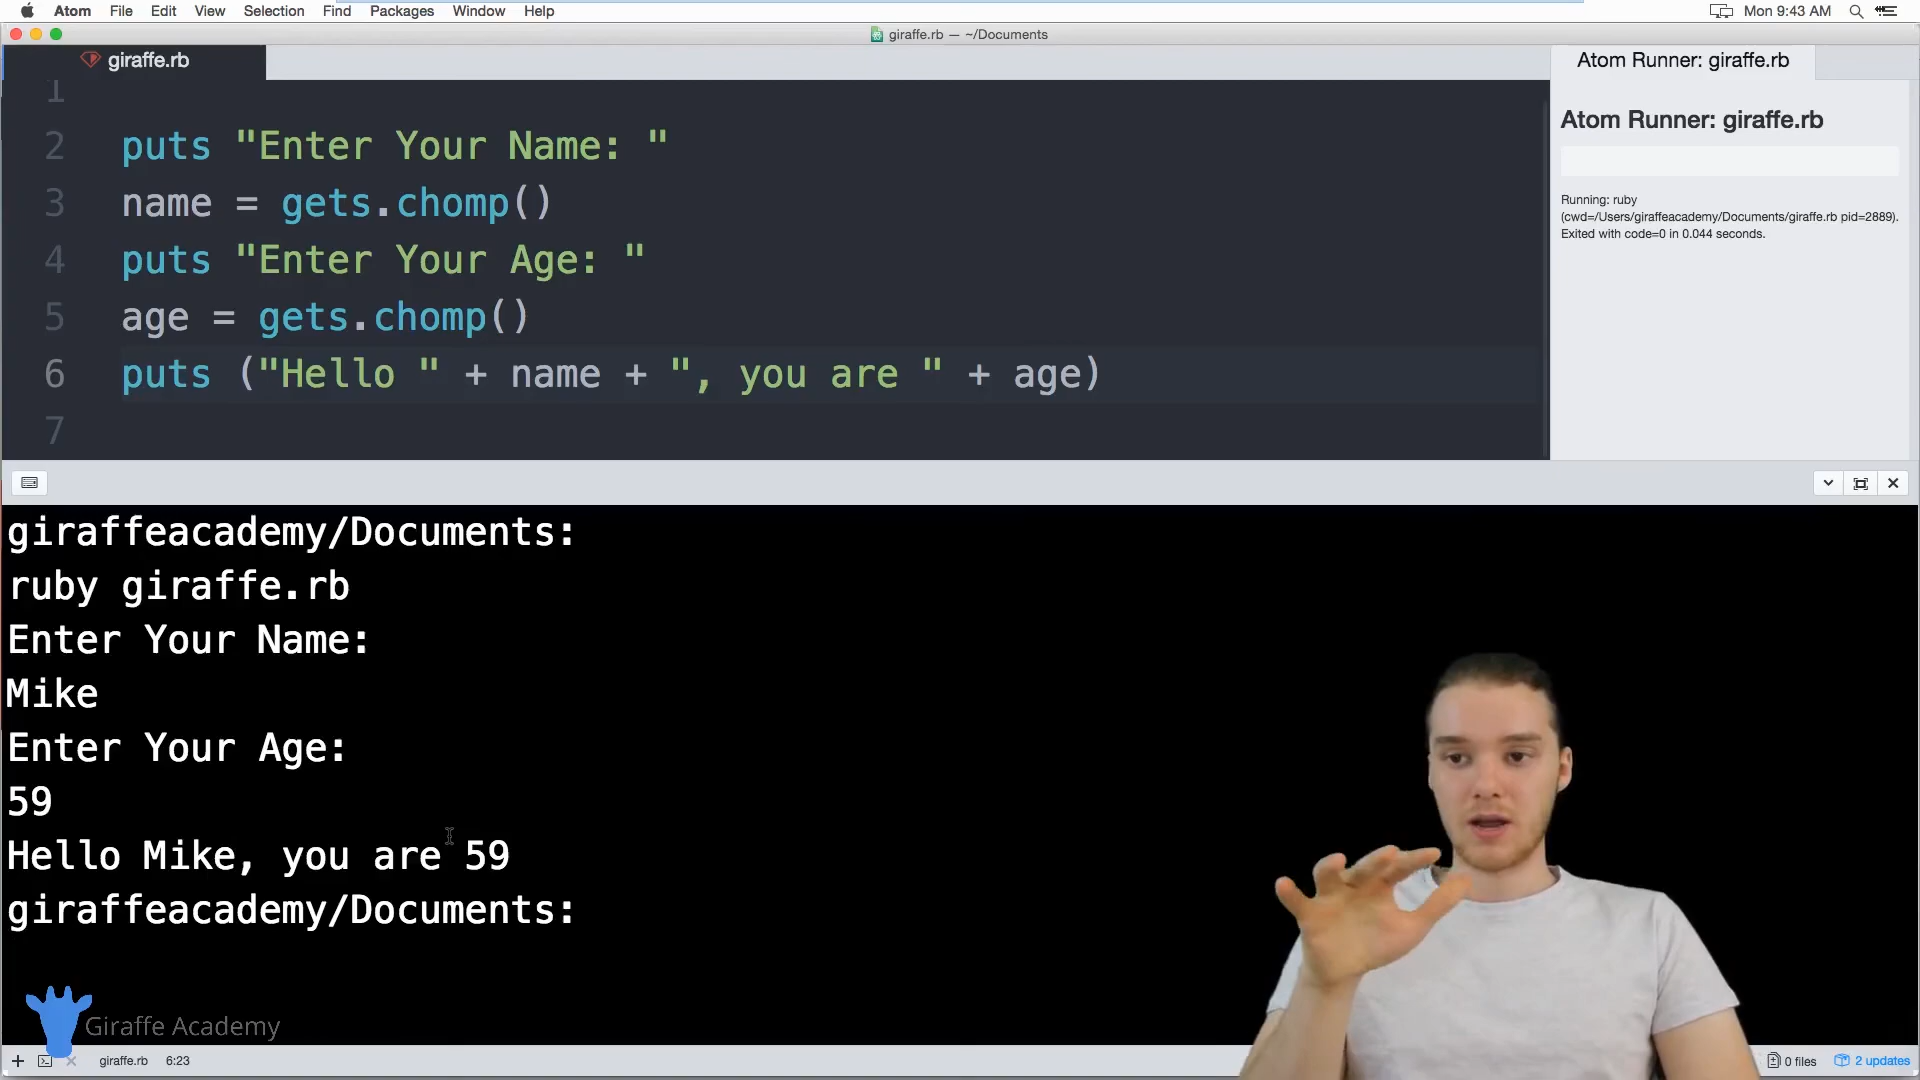 Atom File Edit View Selection Find Packages Window Help Mon 9:43 AM
giraffe.rb — ~/Documents
giraffe.rb
Atom Runner: giraffe.rb
1
2 puts "Enter Your Name: "
3 name = gets.chomp()
4 puts "Enter Your Age: "
5 age = gets.chomp()
6 puts ("Hello " + name + ", you are " + age)
7
Atom Runner: giraffe.rb
Running: ruby
(cwd=/Users/giraffeacademy/Documents/giraffe.rb pid=2889).
Exited with code=0 in 0.044 seconds.
giraffeacademy/Documents:
ruby giraffe.rb
Enter Your Name:
Mike
Enter Your Age:
59
Hello Mike, you are 59
giraffeacademy/Documents:
Giraffe Academy
giraffe.rb 6:23 0 files 2 updates